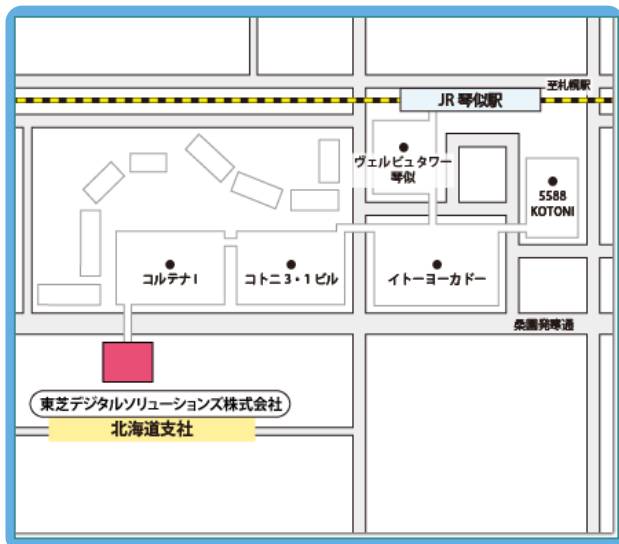 至札幌駅
JR 琴似駅
ヴェルビュタワー
琴似
5588
KOTONI
コルテナI
コトニ3・1ビル
イトーヨーカドー
桑園発寒通
東芝デジタルソリューションズ株式会社
北海道支社